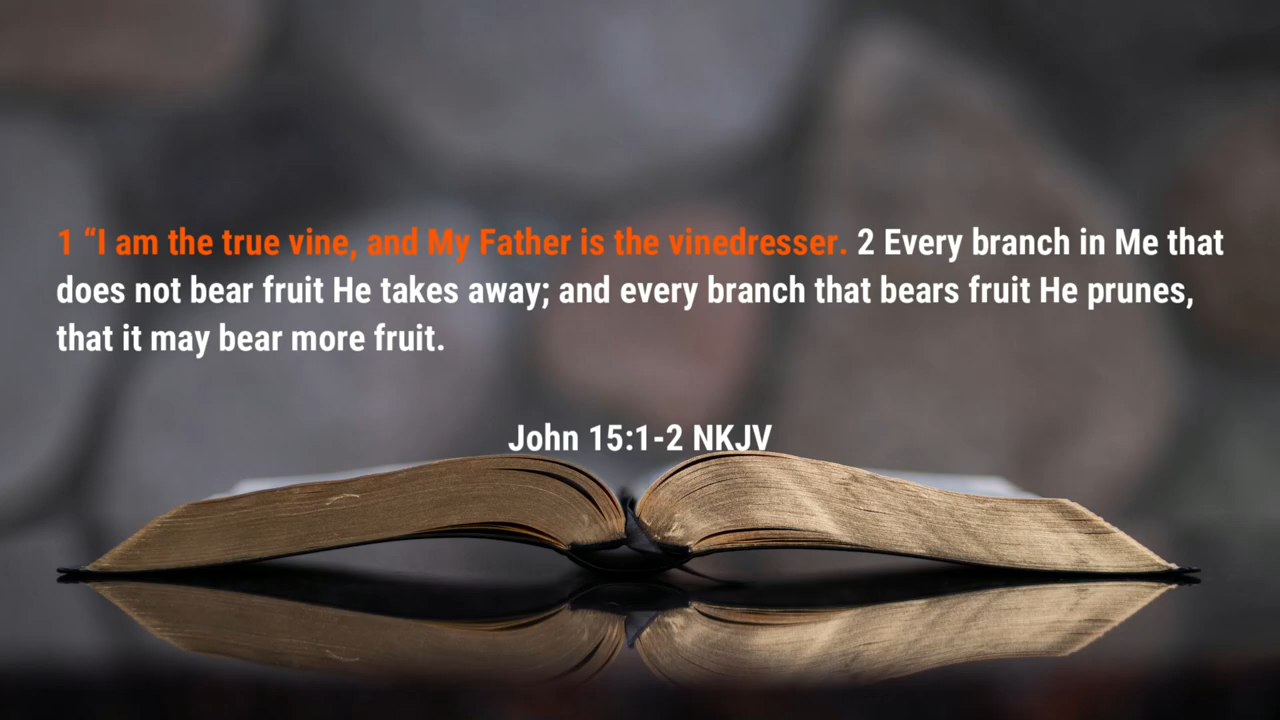 1 “I am the true vine, and My Father is the vinedresser. 2 Every branch in Me that
does not bear fruit He takes away; and every branch that bears fruit He prunes,
that it may bear more fruit.
John 15:1-2 NKJV